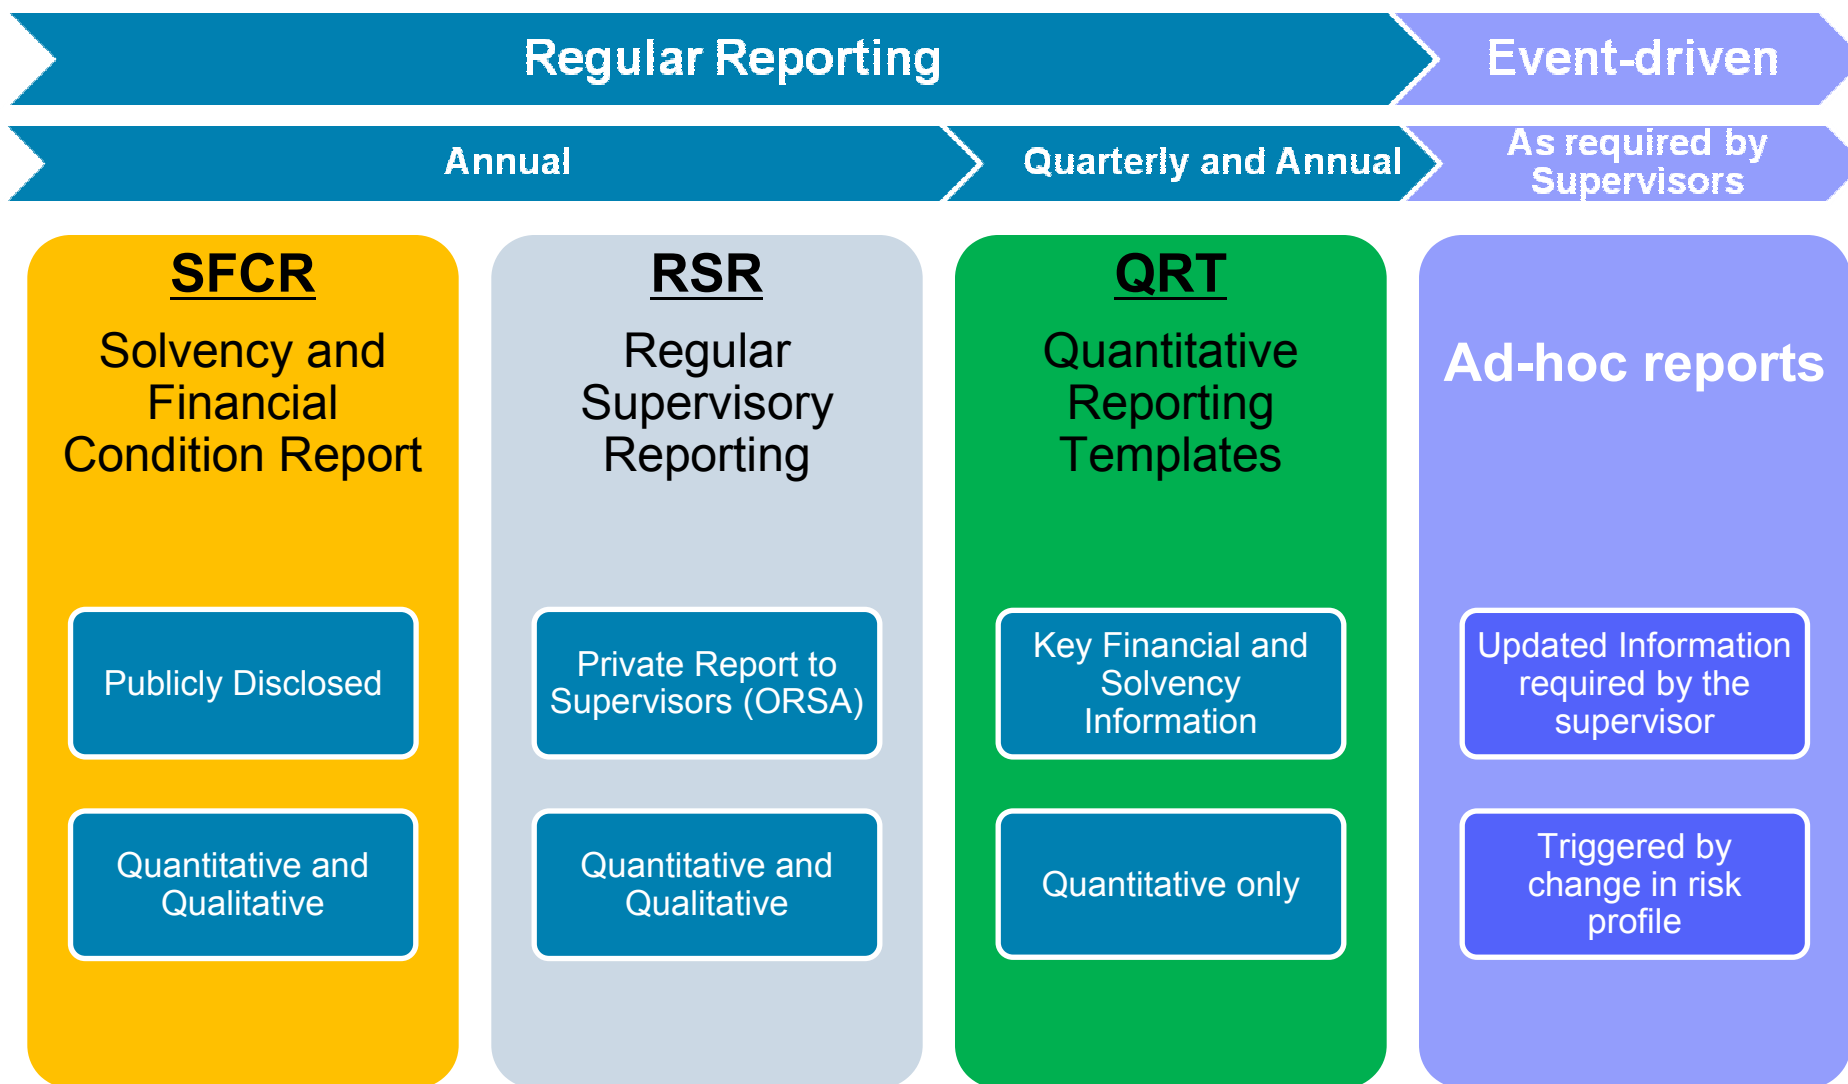 Regular Reporting
Event-driven
Annual
Quarterly and Annual
As required by
Supervisors
SFCR
Solvency and
Financial
Condition Report
Publicly Disclosed
Quantitative and
Qualitative
RSR
Regular
Supervisory
Reporting
Private Report to
Supervisors (ORSA)
Quantitative and
Qualitative
QRT
Quantitative
Reporting
Templates
Key Financial and
Solvency
Information
Quantitative only
Ad-hoc reports
Updated Information
required by the
supervisor
Triggered by
change in risk
profile